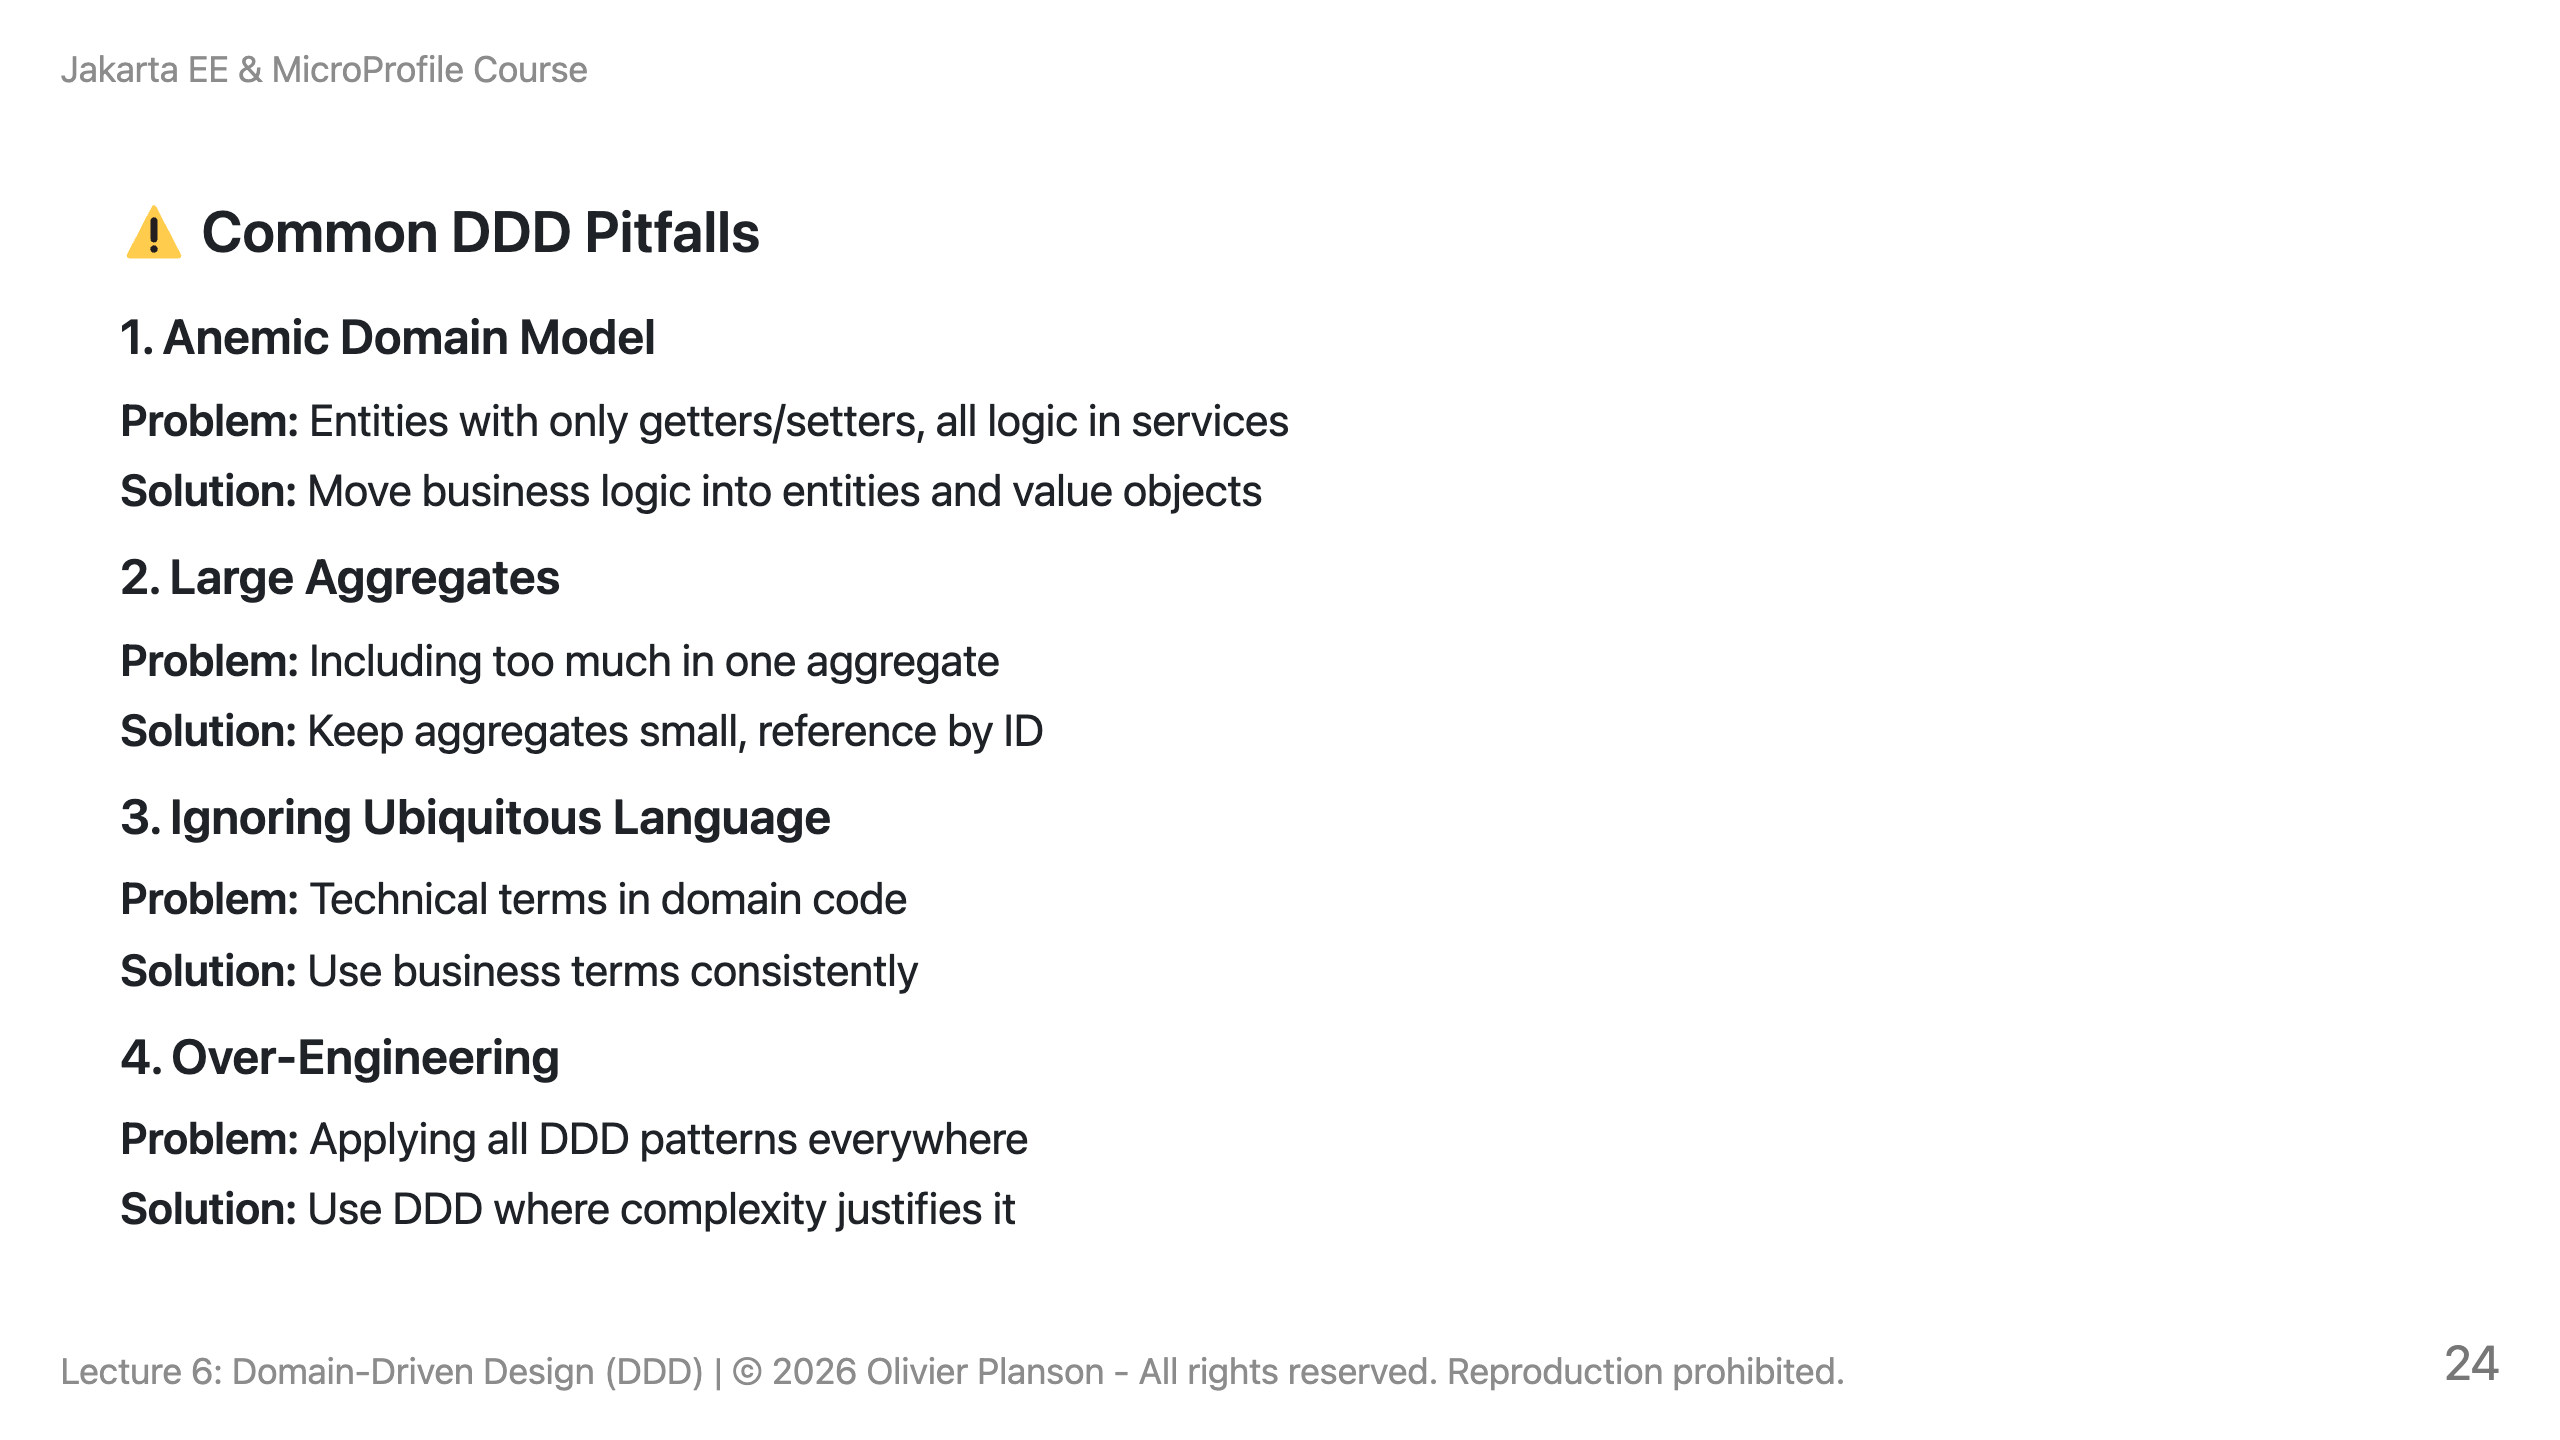 Jakarta EE & MicroProfile Course
⚠️ Common DDD Pitfalls
1. Anemic Domain Model
Problem: Entities with only getters/setters, all logic in services
Solution: Move business logic into entities and value objects
2. Large Aggregates
Problem: Including too much in one aggregate
Solution: Keep aggregates small, reference by ID
3. Ignoring Ubiquitous Language
Problem: Technical terms in domain code
Solution: Use business terms consistently
4. Over-Engineering
Problem: Applying all DDD patterns everywhere
Solution: Use DDD where complexity justifies it
Lecture 6: Domain-Driven Design (DDD) | © 2026 Olivier Planson - All rights reserved. Reproduction prohibited.
24